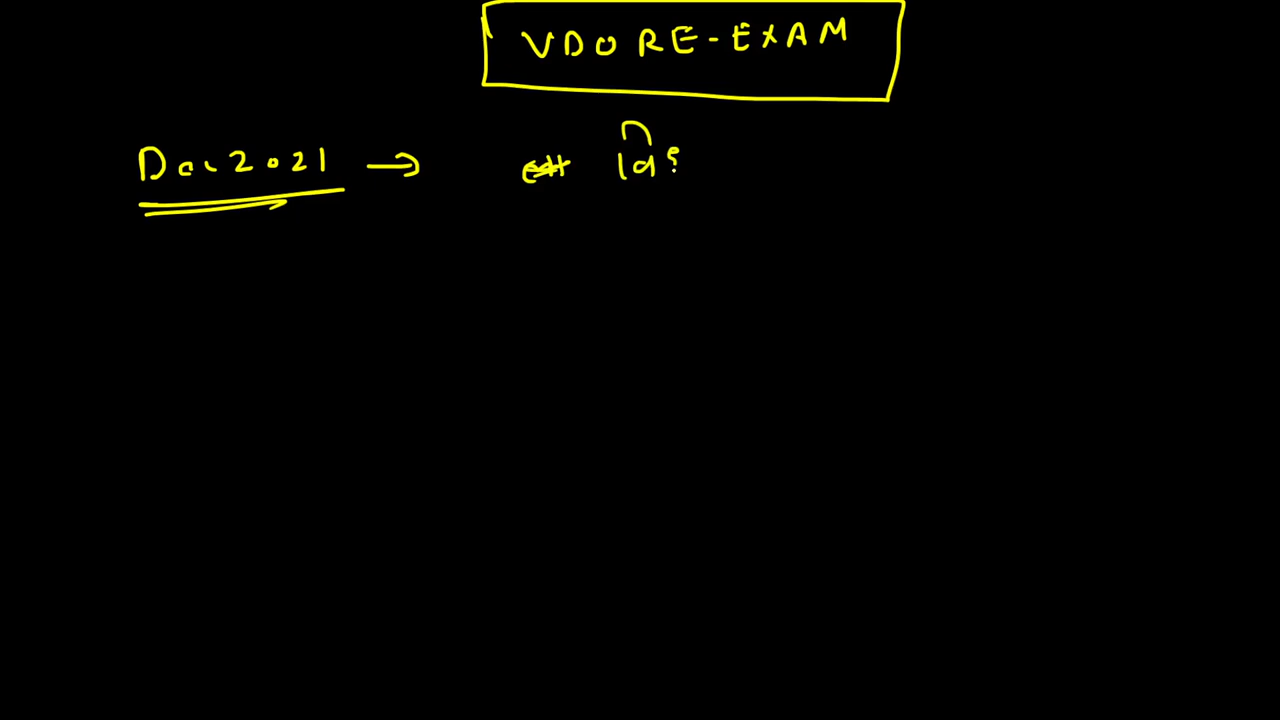 VDO RE-EXAM
Dec 2021 →